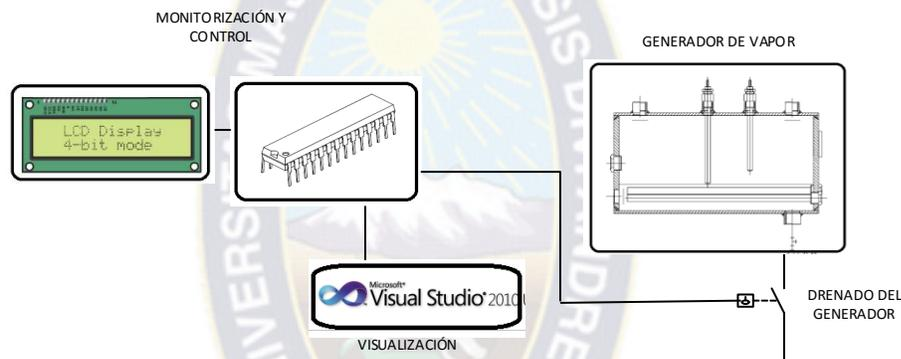 MONITORIZACIÓN Y
CONTROL
GENERADOR DE VAPOR
LCD Display
4-bit mode
Microsoft®
Visual Studio® 2010
VISUALIZACIÓN
DRENADO DEL
GENERADOR